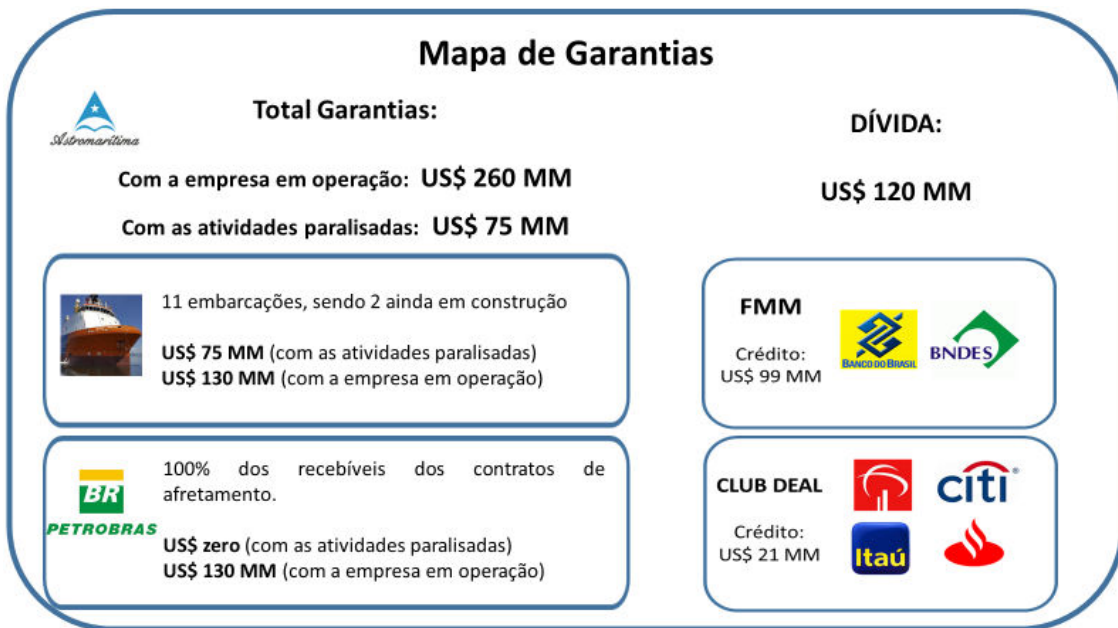 Mapa de Garantias
Astromarítima
Total Garantias:
Com a empresa em operação: US$ 260 MM
Com as atividades paralisadas: US$ 75 MM
DÍVIDA:
US$ 120 MM
11 embarcações, sendo 2 ainda em construção
US$ 75 MM (com as atividades paralisadas)
US$ 130 MM (com a empresa em operação)
FMM
Crédito:
US$ 99 MM
BANCO DO BRASIL
BNDES
BR
PETROBRAS
100% dos recebíveis dos contratos de
afretamento.
US$ zero (com as atividades paralisadas)
US$ 130 MM (com a empresa em operação)
CLUB DEAL
Crédito:
US$ 21 MM
citi
Itaú